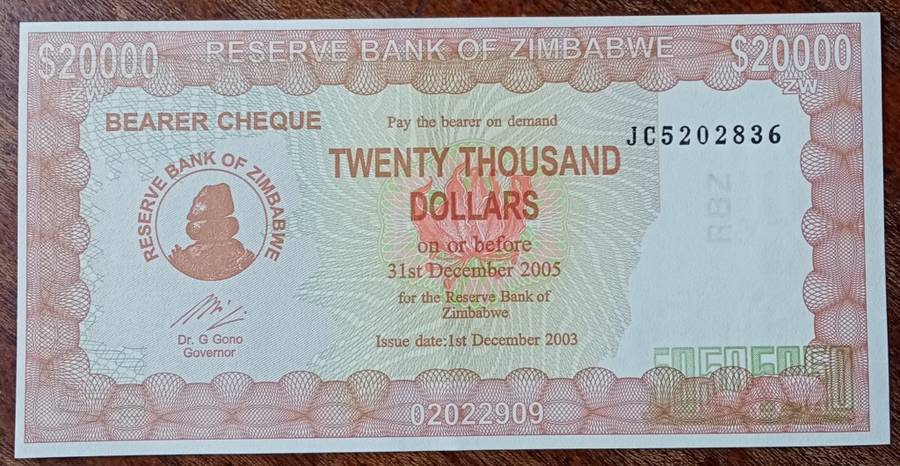 $20000
ZW
RESERVE BANK OF ZIMBABWE
$20000
ZW
BEARER CHEQUE
Pay the bearer on demand
JC5202836
TWENTY THOUSAND
DOLLARS
RESERVE BANK OF ZIMBABWE
RBZ
on or before
31st December 2005
for the Reserve Bank of
Zimbabwe
Dr. G Gono
Governor
Issue date:1st December 2003
02022909